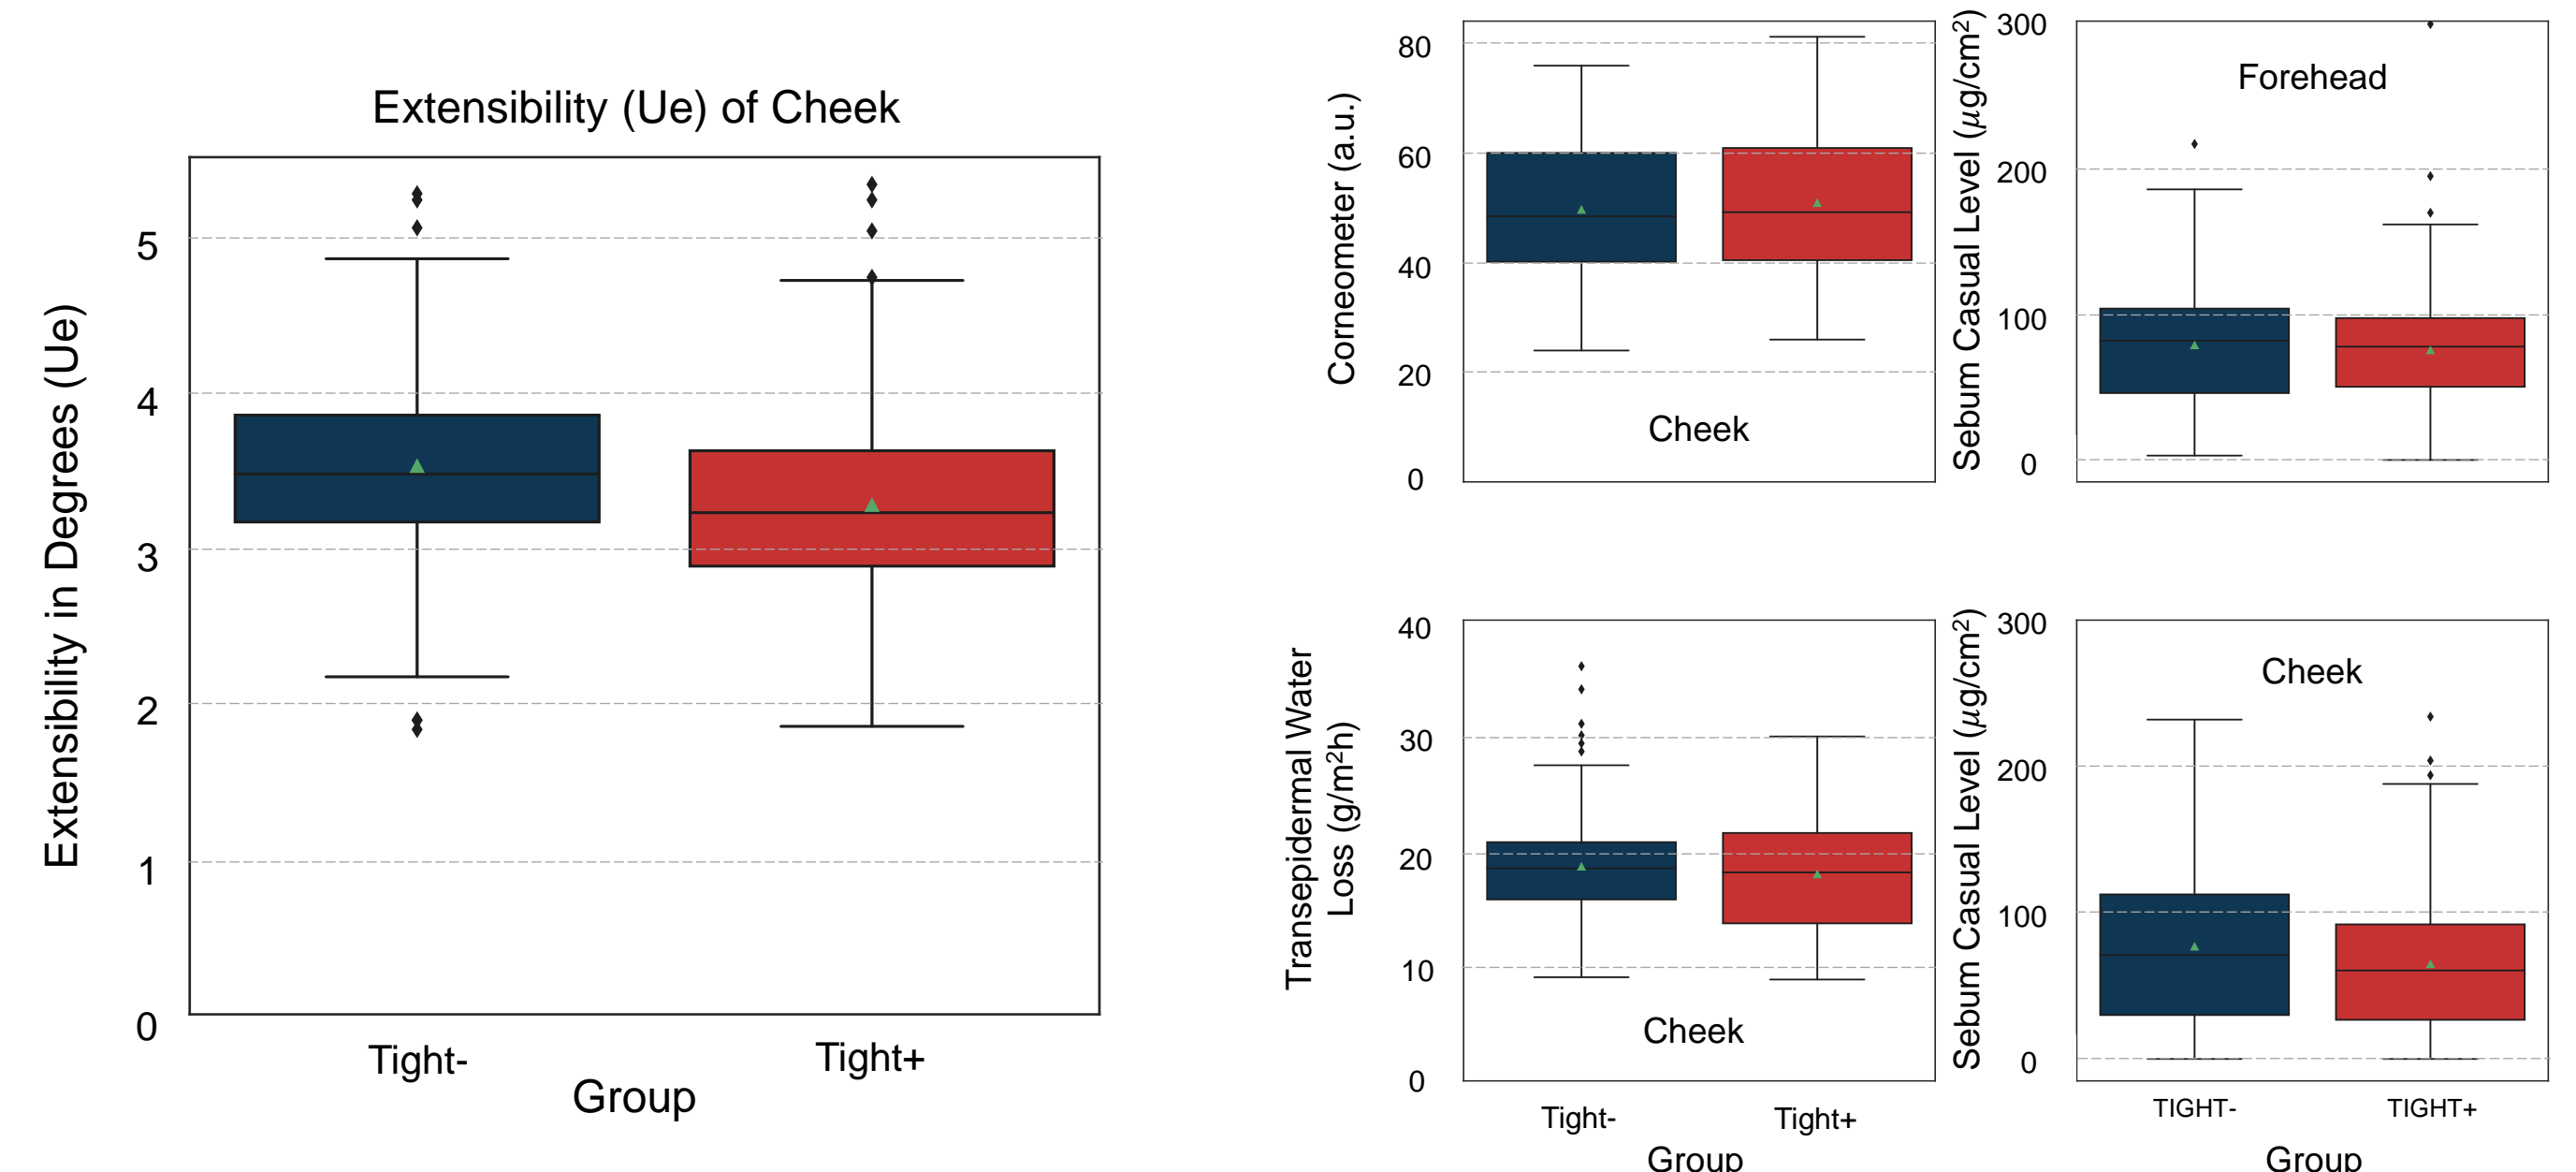 Extensibility (Ue) of Cheek
Extensibility in Degrees (Ue)
5
4
3
2
1
0
Tight-
Tight+
Group
Corneometer (a.u.)
80
60
40
20
0
Cheek
Sebum Casual Level (µg/cm²)
300
200
100
0
Forehead
Transepidermal Water
Loss (g/m²h)
40
30
20
10
0
Cheek
Tight-
Tight+
Group
Sebum Casual Level (µg/cm²)
300
200
100
0
Cheek
TIGHT-
TIGHT+
Group